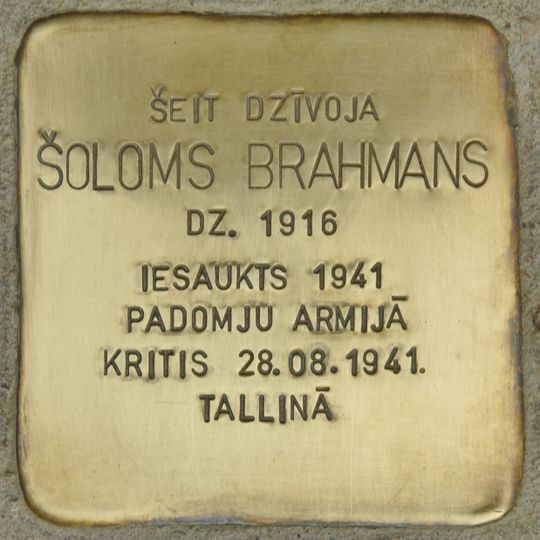 ŠEIT DZĪVOJA
ŠOLOMS BRAHMANS
DZ. 1916
IESAUKTS 1941
PADOMJU ARMIJĀ
KRITIS 28.08.1941.
TALLINĀ